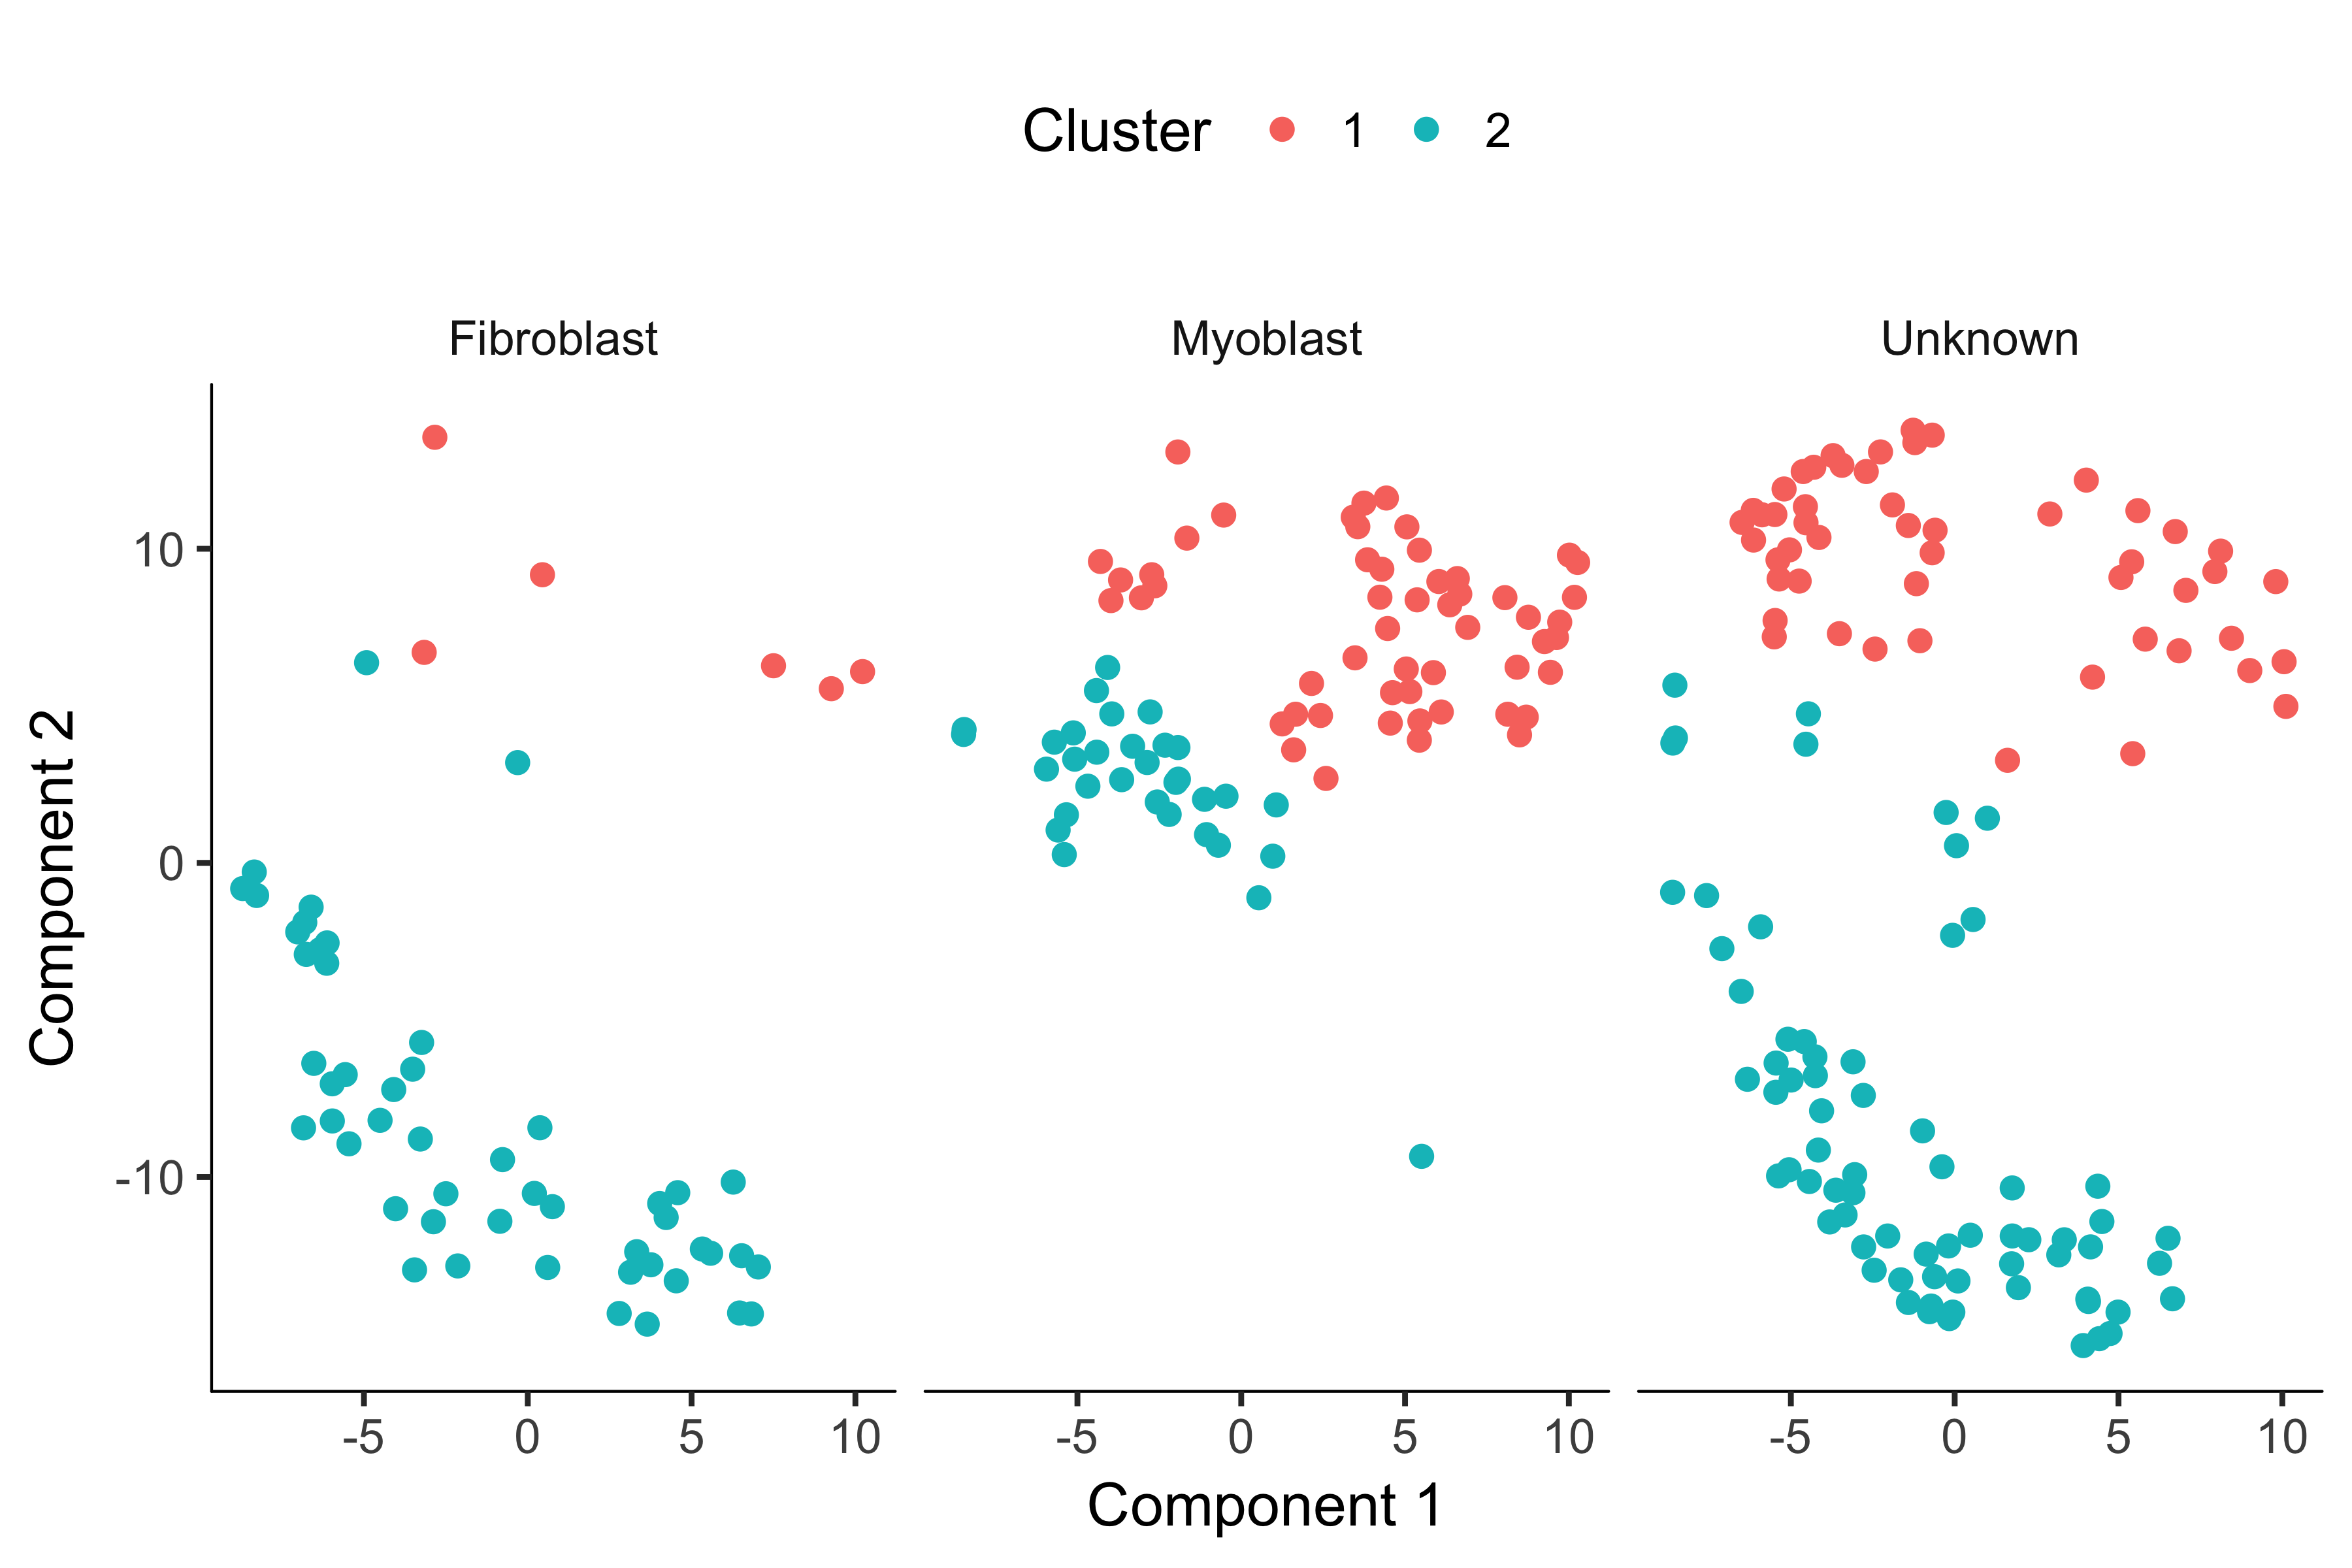 Cluster 1 2
Fibroblast Myoblast Unknown
10
0
-10
Component 2
-5 0 5 10 -5 0 5 10 -5 0 5 10
Component 1